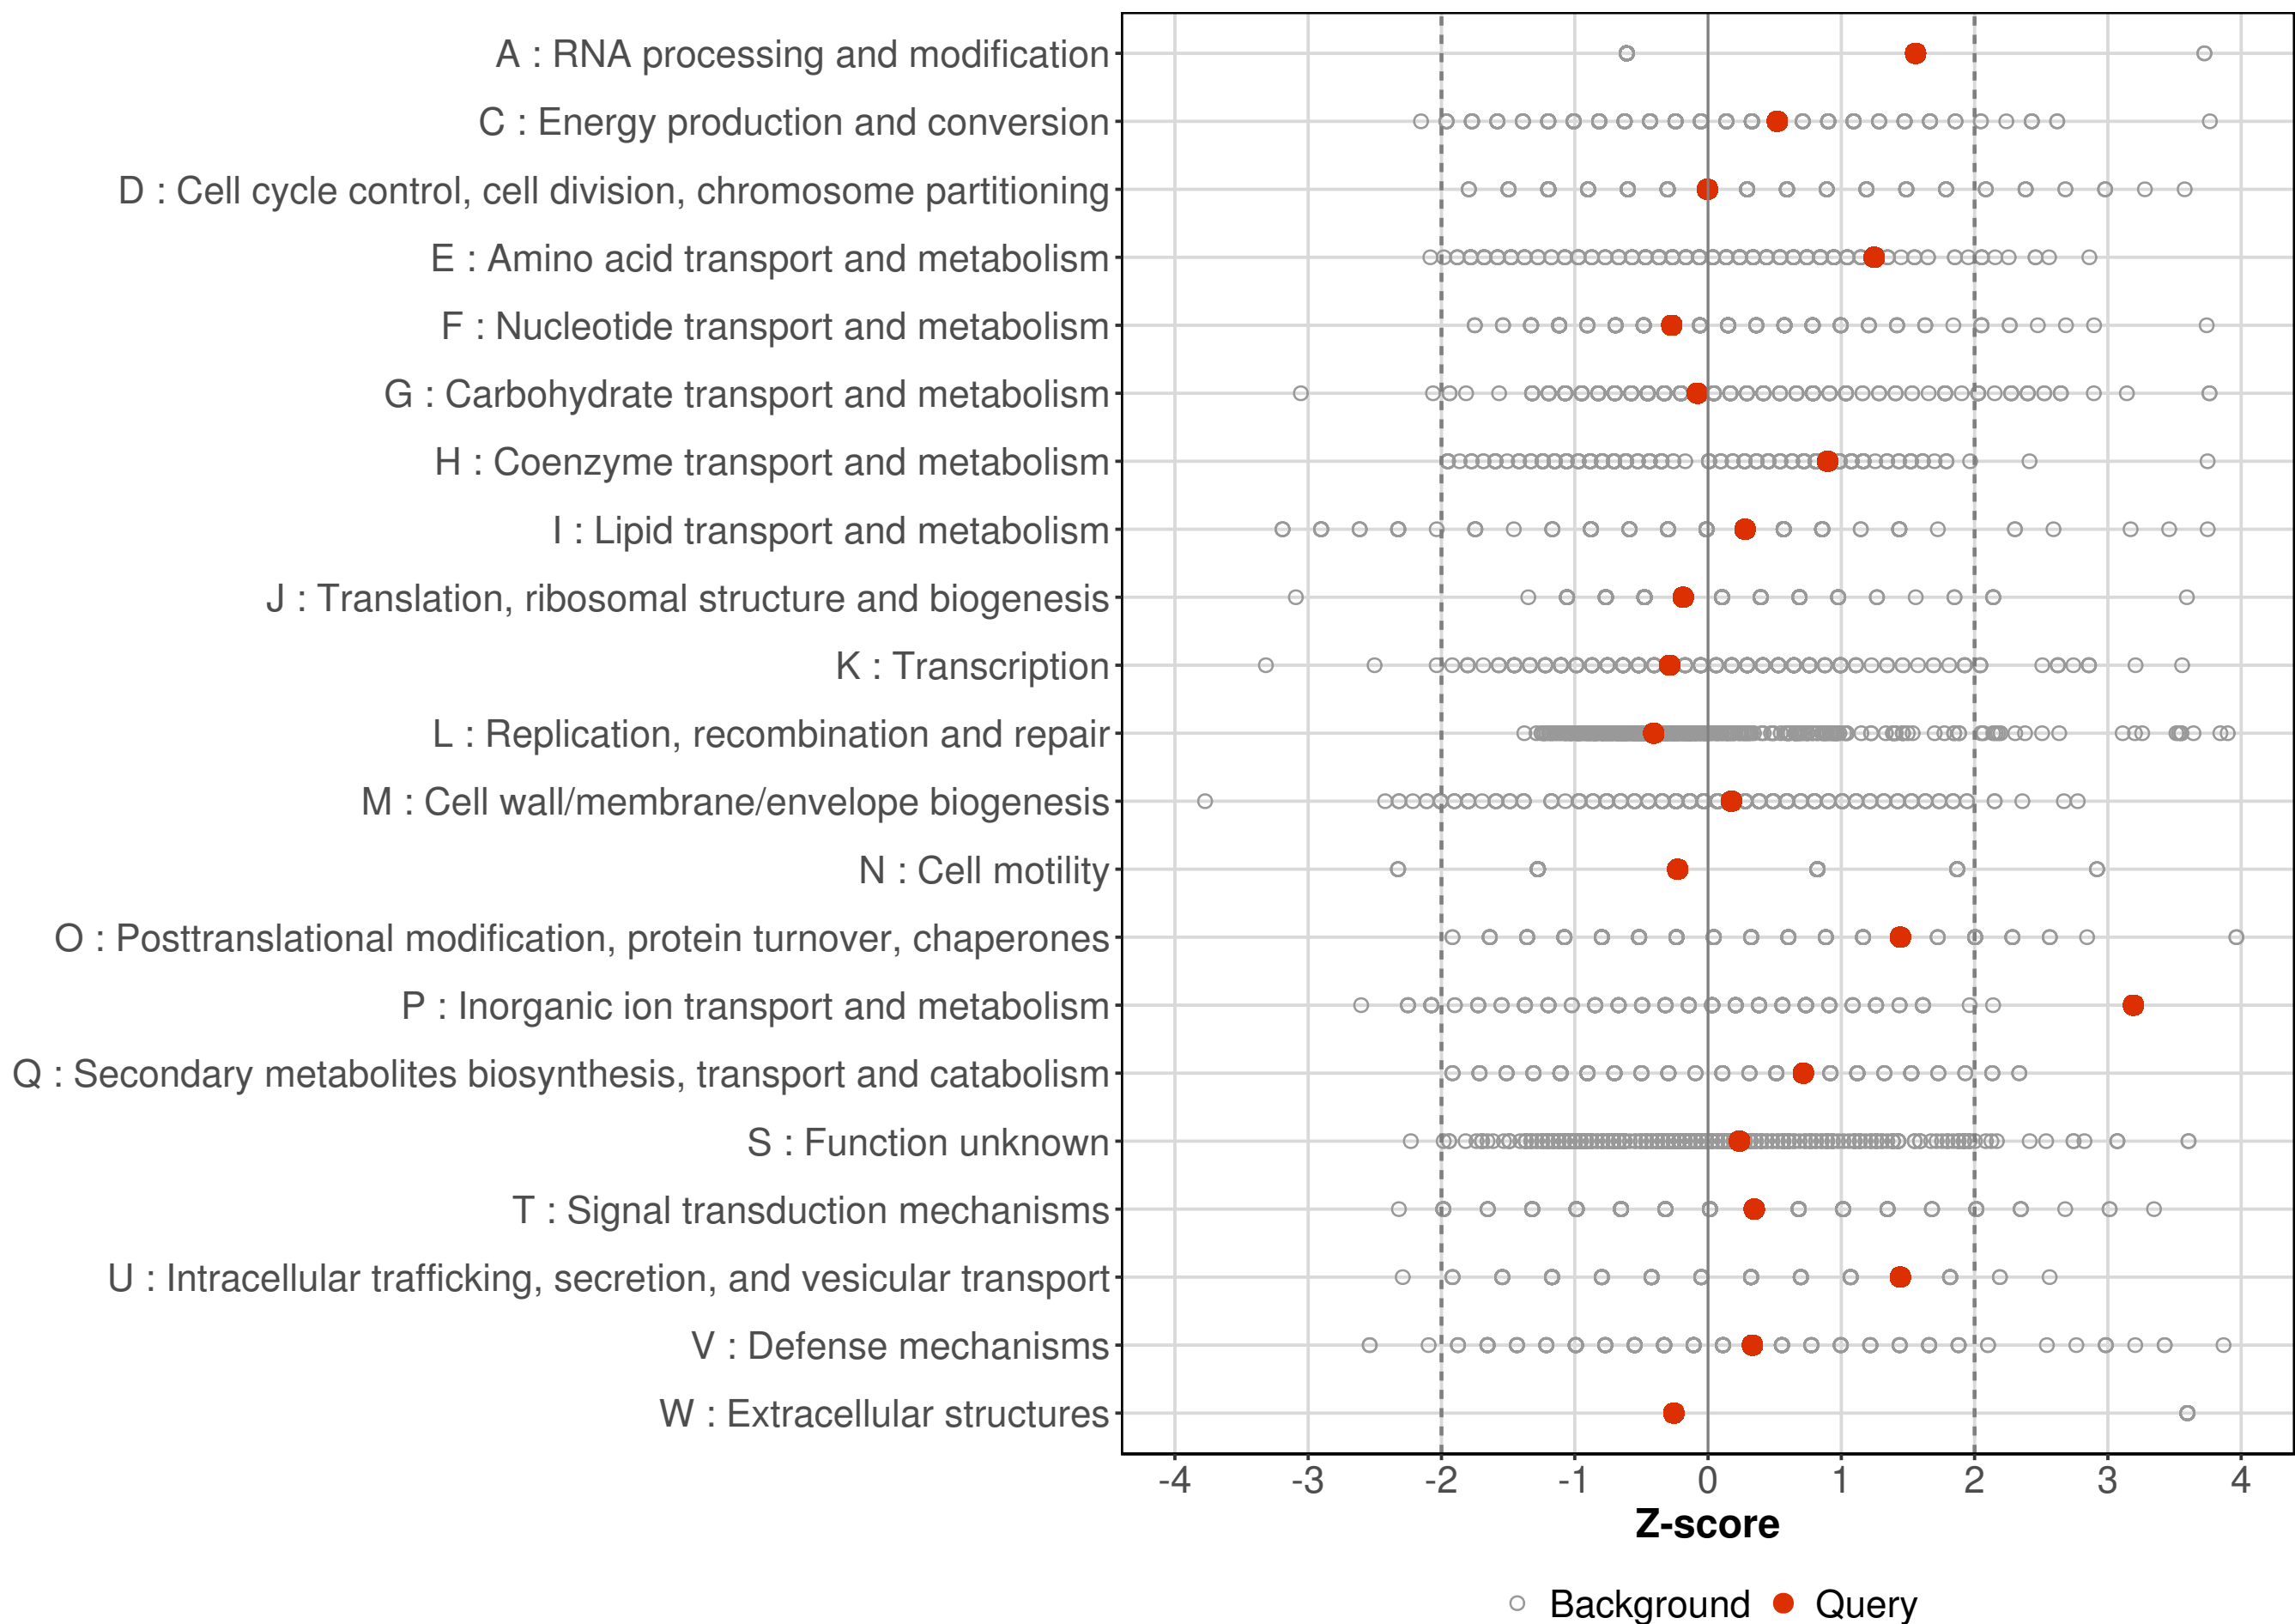 A : RNA processing and modification
C : Energy production and conversion
D : Cell cycle control, cell division, chromosome partitioning
E : Amino acid transport and metabolism
F : Nucleotide transport and metabolism
G : Carbohydrate transport and metabolism
H : Coenzyme transport and metabolism
I : Lipid transport and metabolism
J : Translation, ribosomal structure and biogenesis
K : Transcription
L : Replication, recombination and repair
M : Cell wall/membrane/envelope biogenesis
N : Cell motility
O : Posttranslational modification, protein turnover, chaperones
P : Inorganic ion transport and metabolism
Q : Secondary metabolites biosynthesis, transport and catabolism
S : Function unknown
T : Signal transduction mechanisms
U : Intracellular trafficking, secretion, and vesicular transport
V : Defense mechanisms
W : Extracellular structures
-4 -3 -2 -1 0 1 2 3 4
Z-score
Background Query